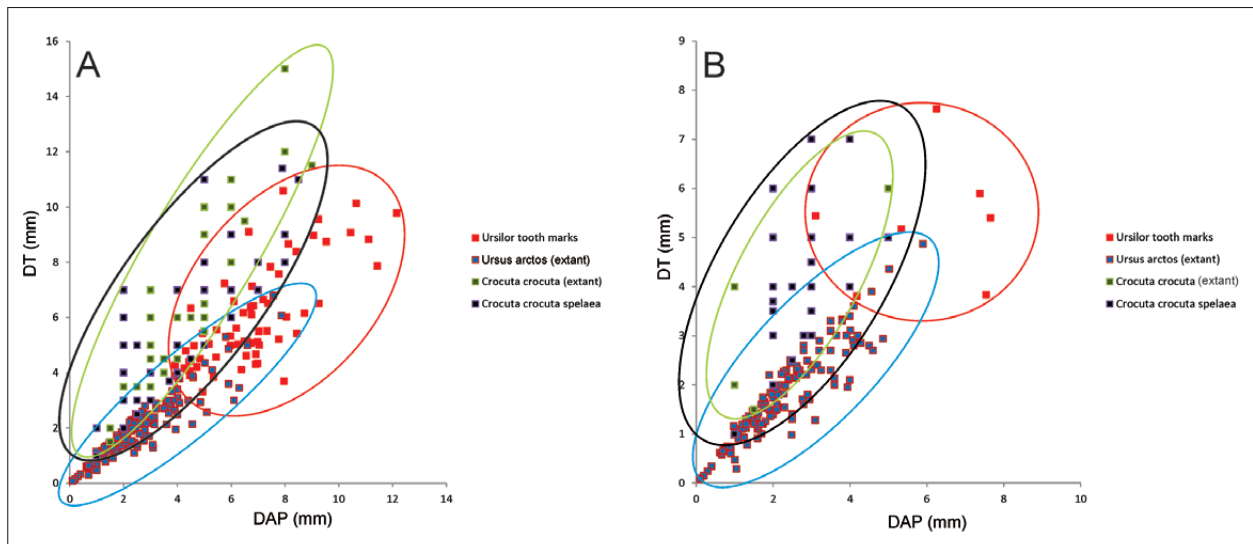 A
16
14
12
10
8
6
4
2
0
DT (mm)
0 2 4 6 8 10 12 14
DAP (mm)
Ursilor tooth marks
Ursus arctos (extant)
Crocuta crocuta (extant)
Crocuta crocuta spelaea
B
9
8
7
6
5
4
3
2
1
0
DT (mm)
0 2 4 6 8 10
DAP (mm)
Ursilor tooth marks
Ursus arctos (extant)
Crocuta crocuta (extant)
Crocuta crocuta spelaea